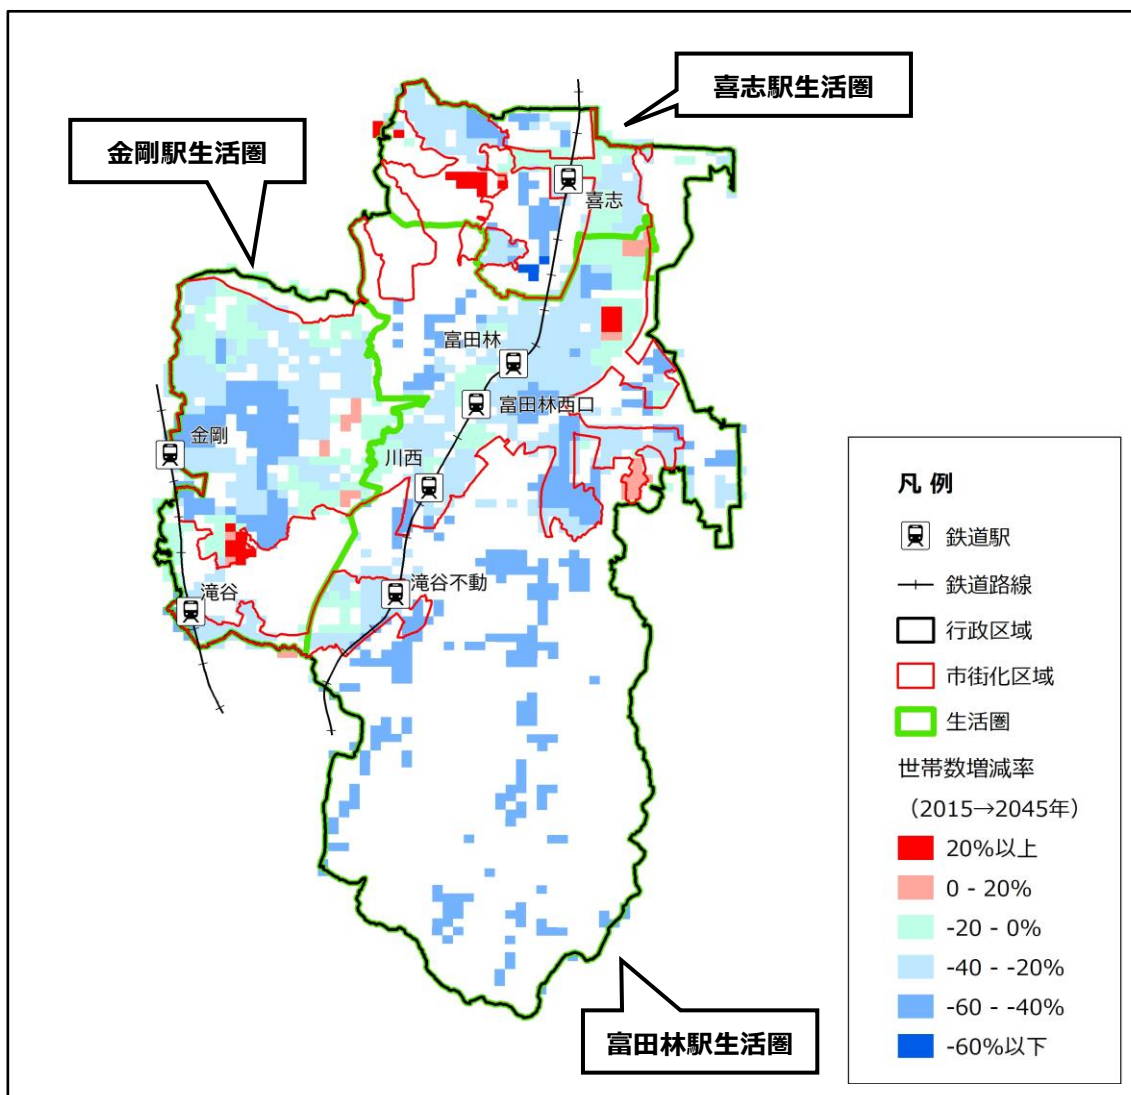 喜志駅生活圏
金剛駅生活圏
喜志
富田林
富田林西口
金剛
川西
滝谷不動
滝谷
富田林駅生活圏
凡 例
鉄道駅
鉄道路線
行政区域
市街化区域
生活圏
世帯数増減率
（2015→2045年）
20%以上
0 - 20%
-20 - 0%
-40 - -20%
-60 - -40%
-60%以下